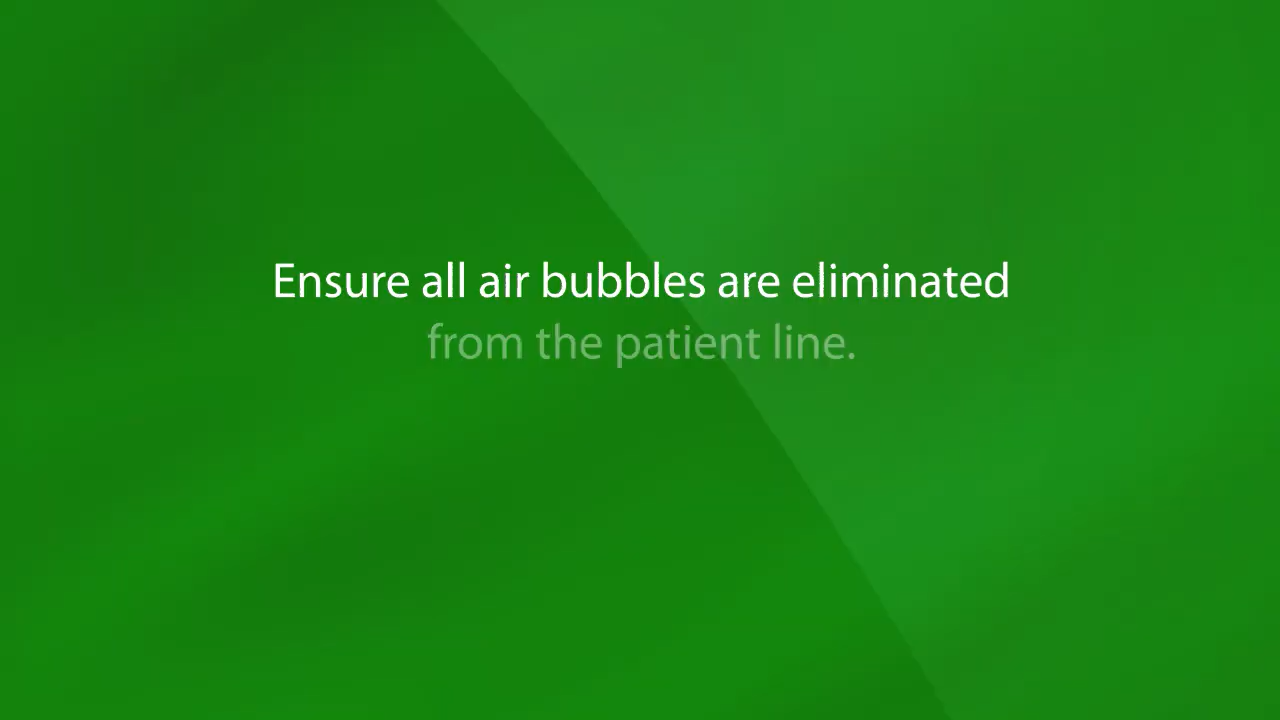 Ensure all air bubbles are eliminated
from the patient line.